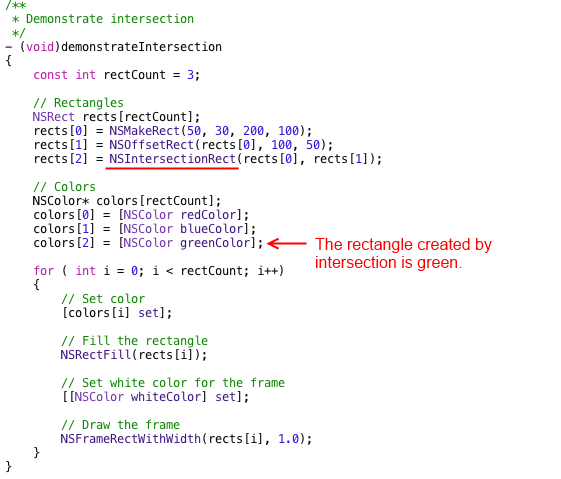 /**
 * Demonstrate intersection
 */
- (void)demonstrateIntersection
{
    const int rectCount = 3;

    // Rectangles
    NSRect rects[rectCount];
    rects[0] = NSMakeRect(50, 30, 200, 100);
    rects[1] = NSOffsetRect(rects[0], 100, 50);
    rects[2] = NSIntersectionRect(rects[0], rects[1]);

    // Colors
    NSColor* colors[rectCount];
    colors[0] = [NSColor redColor];
    colors[1] = [NSColor blueColor];
    colors[2] = [NSColor greenColor];
The rectangle created by
intersection is green.

    for ( int i = 0; i < rectCount; i++)
    {
        // Set color
        [colors[i] set];

        // Fill the rectangle
        NSRectFill(rects[i]);

        // Set white color for the frame
        [[NSColor whiteColor] set];

        // Draw the frame
        NSFrameRectWithWidth(rects[i], 1.0);
    }
}